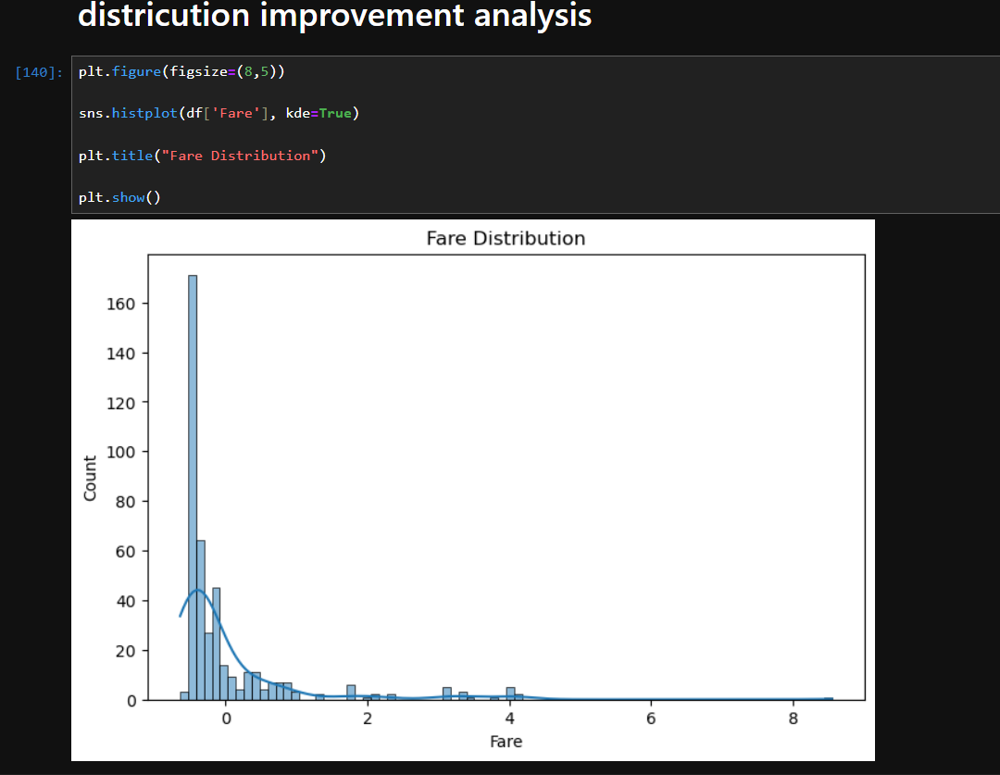 districution improvement analysis
[140]: plt.figure(figsize=(8,5))
sns.histplot(df['Fare'], kde=True)
plt.title("Fare Distribution")
plt.show()
Fare Distribution
Count
160
140
120
100
80
60
40
20
0
0 2 4 6 8
Fare